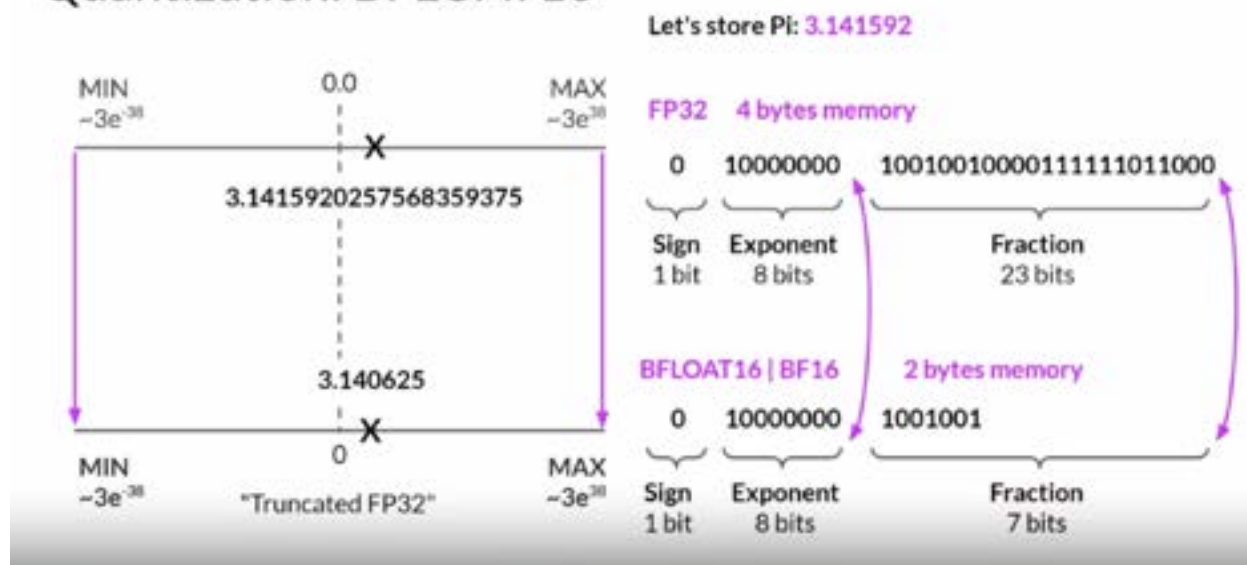 Let's store Pi: 3.141592
MIN
~3e⁻³⁸
0.0
MAX
~3e³⁸
3.1415920257568359375
3.140625
MIN
~3e⁻³⁸
0
MAX
~3e³⁸
"Truncated FP32"
FP32 4 bytes memory
0 10000000 10010010000111111011000
Sign Exponent Fraction
1 bit 8 bits 23 bits
BFLOAT16 | BF16 2 bytes memory
0 10000000 1001001
Sign Exponent Fraction
1 bit 8 bits 7 bits